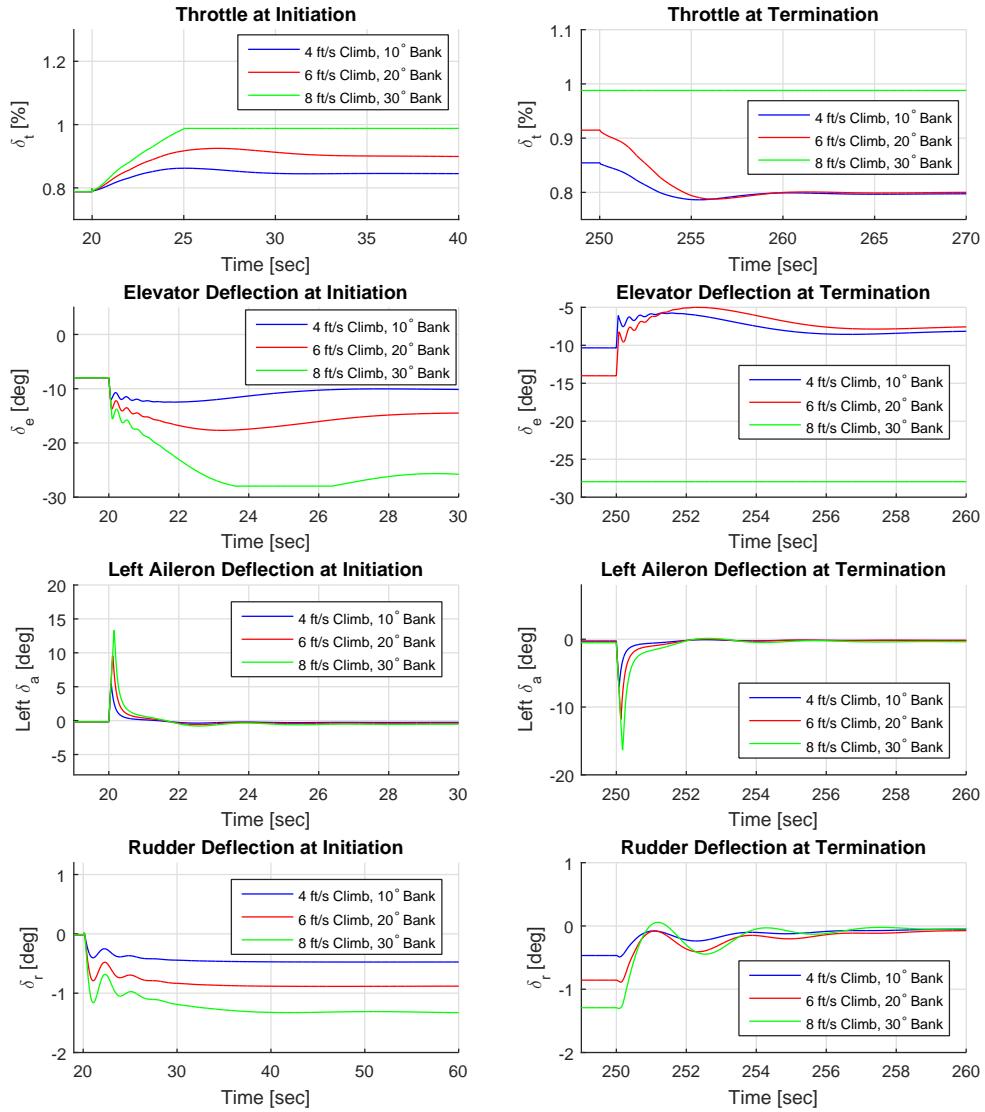 Throttle at Initiation
δt [%]
1.2
1
0.8
4 ft/s Climb, 10° Bank
6 ft/s Climb, 20° Bank
8 ft/s Climb, 30° Bank
20 25 30 35 40
Time [sec]
Throttle at Termination
δt [%]
1.1
1
0.9
0.8
4 ft/s Climb, 10° Bank
6 ft/s Climb, 20° Bank
8 ft/s Climb, 30° Bank
250 255 260 265 270
Time [sec]
Elevator Deflection at Initiation
δe [deg]
0
-10
-20
-30
4 ft/s Climb, 10° Bank
6 ft/s Climb, 20° Bank
8 ft/s Climb, 30° Bank
20 22 24 26 28 30
Time [sec]
Elevator Deflection at Termination
δe [deg]
-5
-10
-15
-20
-25
-30
4 ft/s Climb, 10° Bank
6 ft/s Climb, 20° Bank
8 ft/s Climb, 30° Bank
250 252 254 256 258 260
Time [sec]
Left Aileron Deflection at Initiation
Left δa [deg]
20
15
10
5
0
-5
4 ft/s Climb, 10° Bank
6 ft/s Climb, 20° Bank
8 ft/s Climb, 30° Bank
20 22 24 26 28 30
Time [sec]
Left Aileron Deflection at Termination
Left δa [deg]
0
-10
-20
4 ft/s Climb, 10° Bank
6 ft/s Climb, 20° Bank
8 ft/s Climb, 30° Bank
250 252 254 256 258 260
Time [sec]
Rudder Deflection at Initiation
δr [deg]
1
0
-1
-2
4 ft/s Climb, 10° Bank
6 ft/s Climb, 20° Bank
8 ft/s Climb, 30° Bank
20 30 40 50 60
Time [sec]
Rudder Deflection at Termination
δr [deg]
1
0
-1
-2
4 ft/s Climb, 10° Bank
6 ft/s Climb, 20° Bank
8 ft/s Climb, 30° Bank
250 252 254 256 258 260
Time [sec]